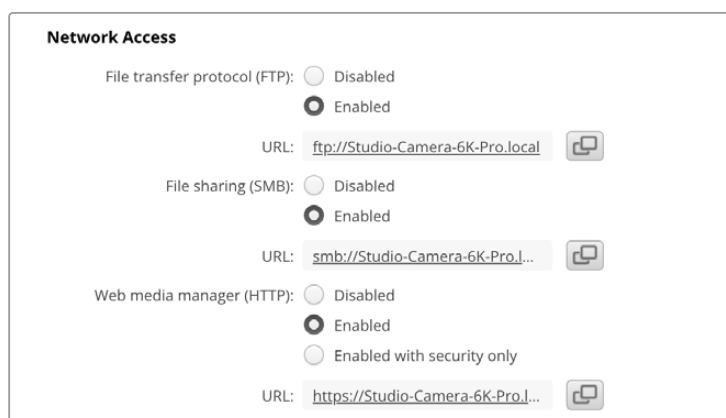 Network Access
File transfer protocol (FTP): Disabled
Enabled
URL: ftp://Studio-Camera-6K-Pro.local
File sharing (SMB): Disabled
Enabled
URL: smb://Studio-Camera-6K-Pro.l...
Web media manager (HTTP): Disabled
Enabled
Enabled with security only
URL: https://Studio-Camera-6K-Pro.l...